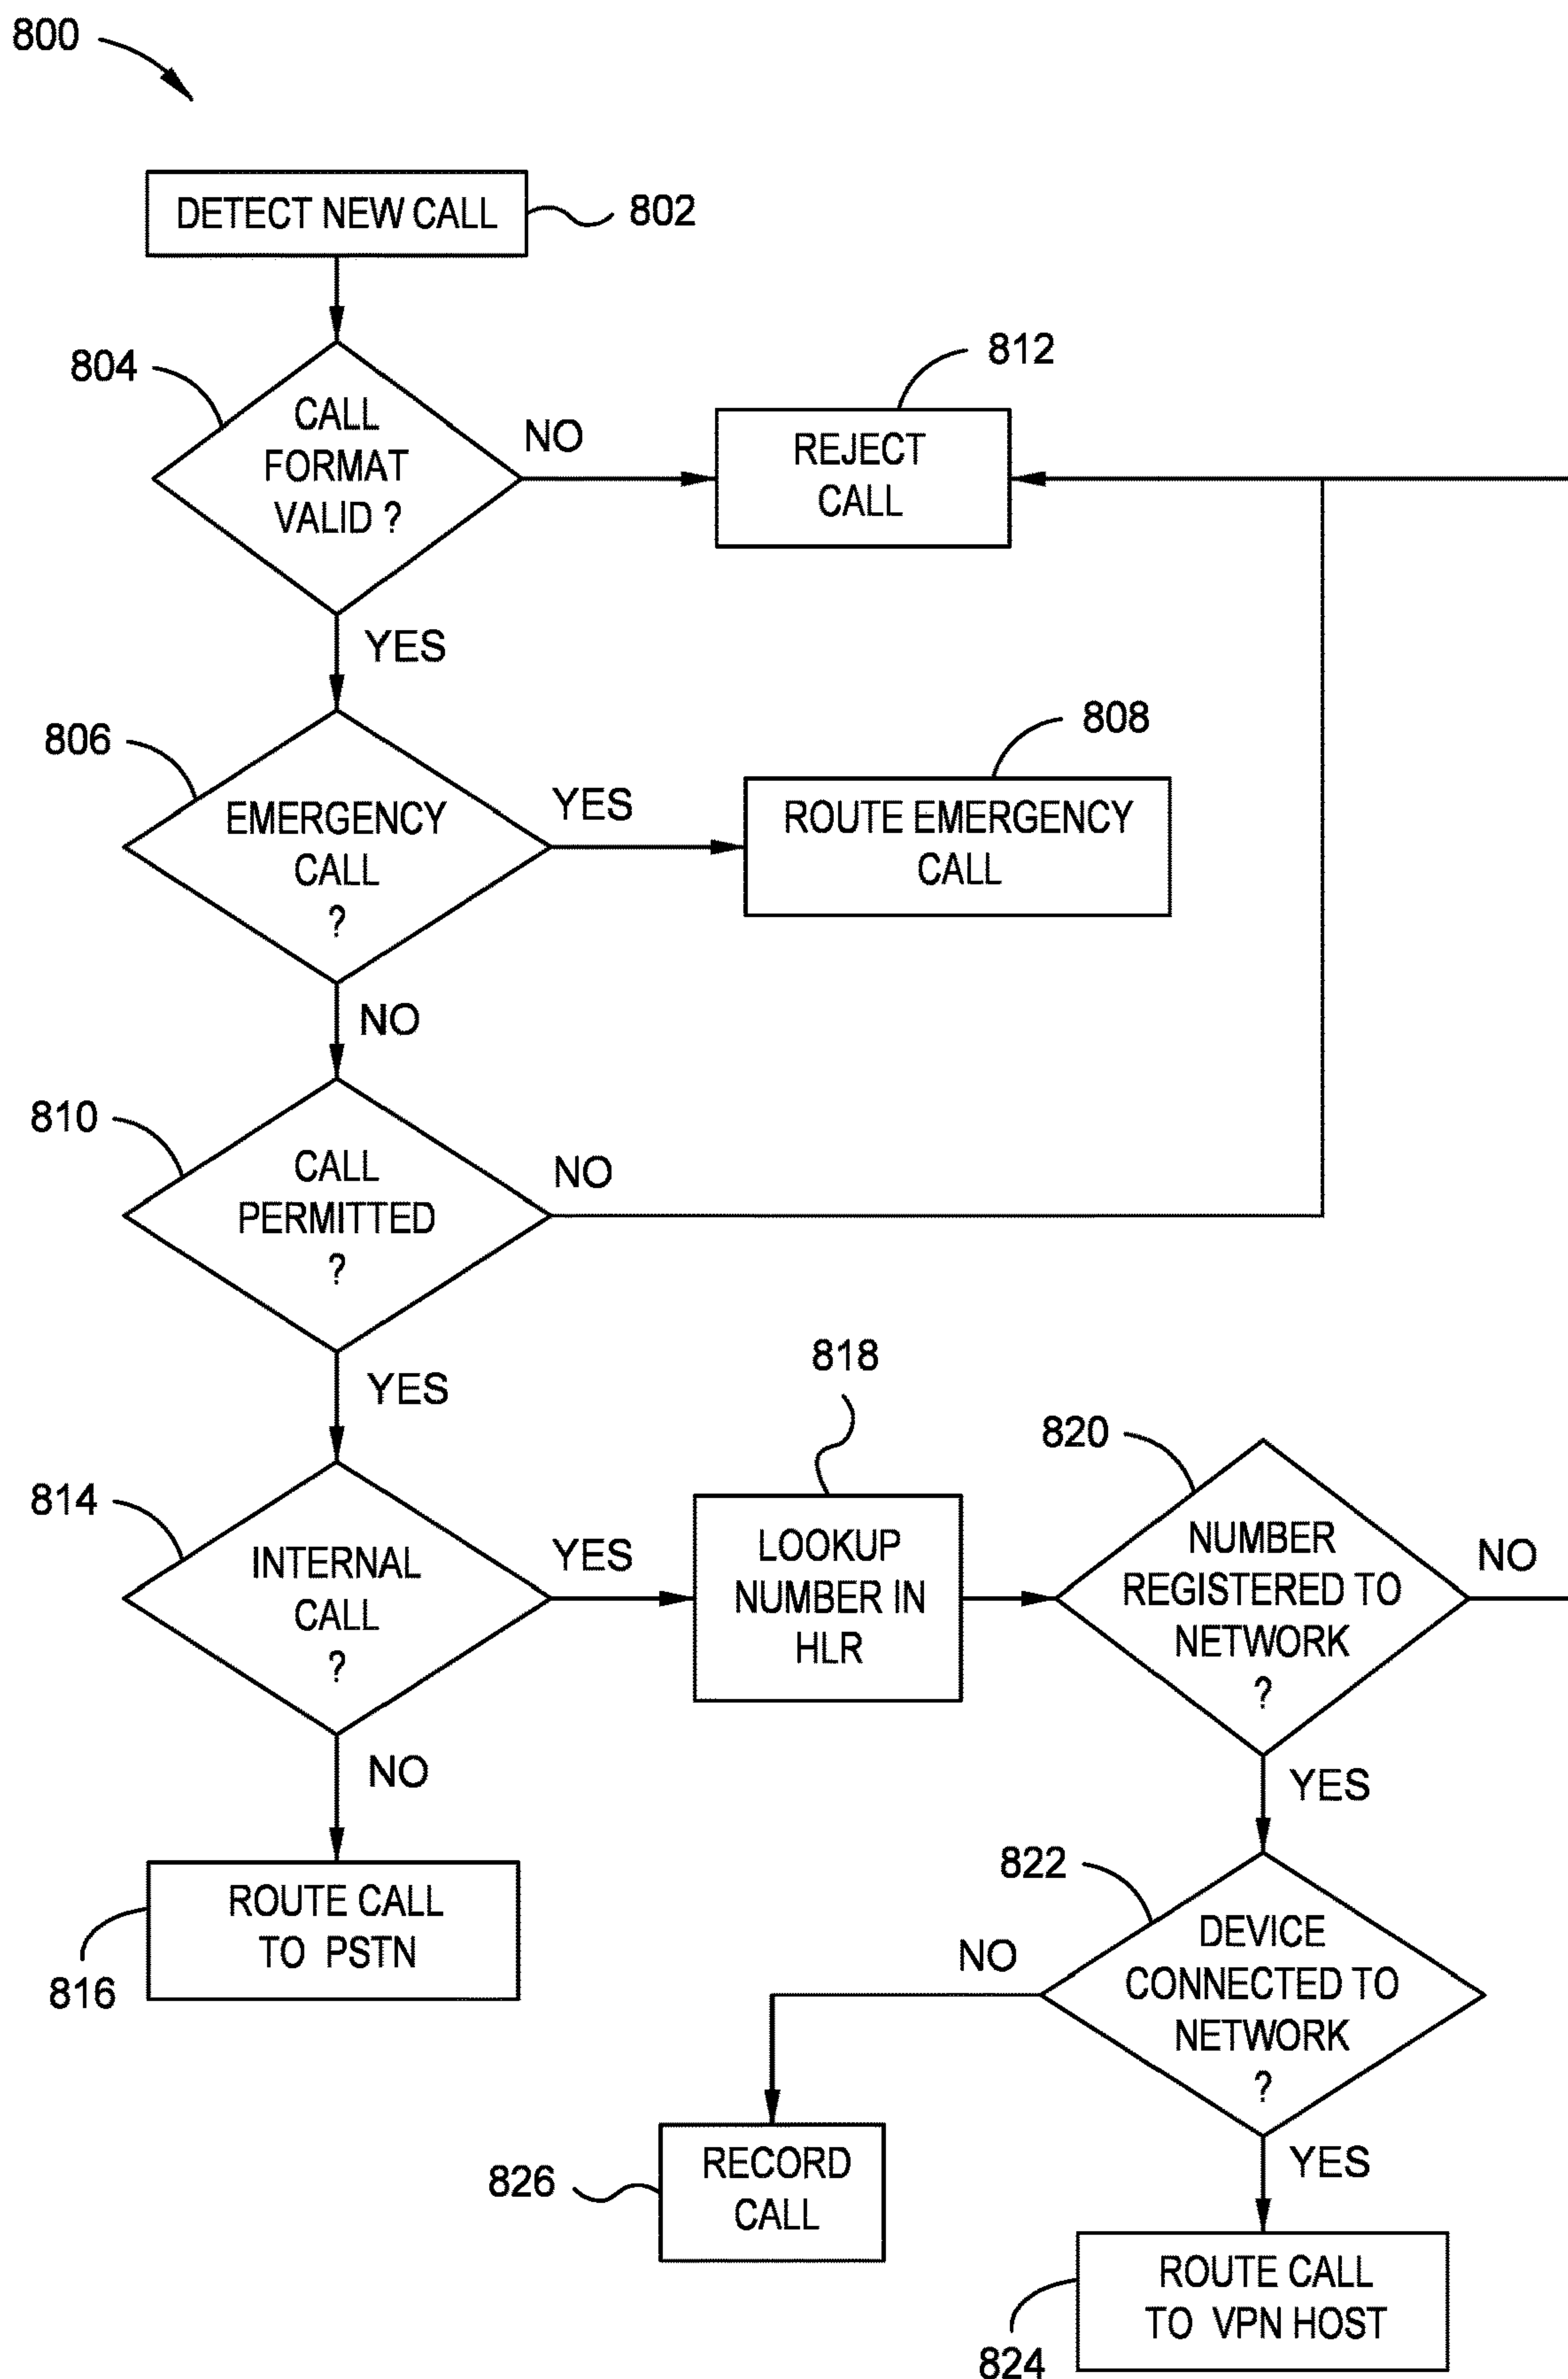 800
DETECT NEW CALL
802
804
CALL
FORMAT
VALID ?
NO
812
REJECT
CALL
YES
806
EMERGENCY
CALL
?
YES
808
ROUTE EMERGENCY
CALL
NO
810
CALL
PERMITTED
?
NO
YES
814
INTERNAL
CALL
?
YES
818
LOOKUP
NUMBER IN
HLR
820
NUMBER
REGISTERED TO
NETWORK
?
NO
NO
ROUTE CALL
TO PSTN
816
YES
822
DEVICE
CONNECTED TO
NETWORK
?
NO
826
RECORD
CALL
YES
ROUTE CALL
TO VPN HOST
824